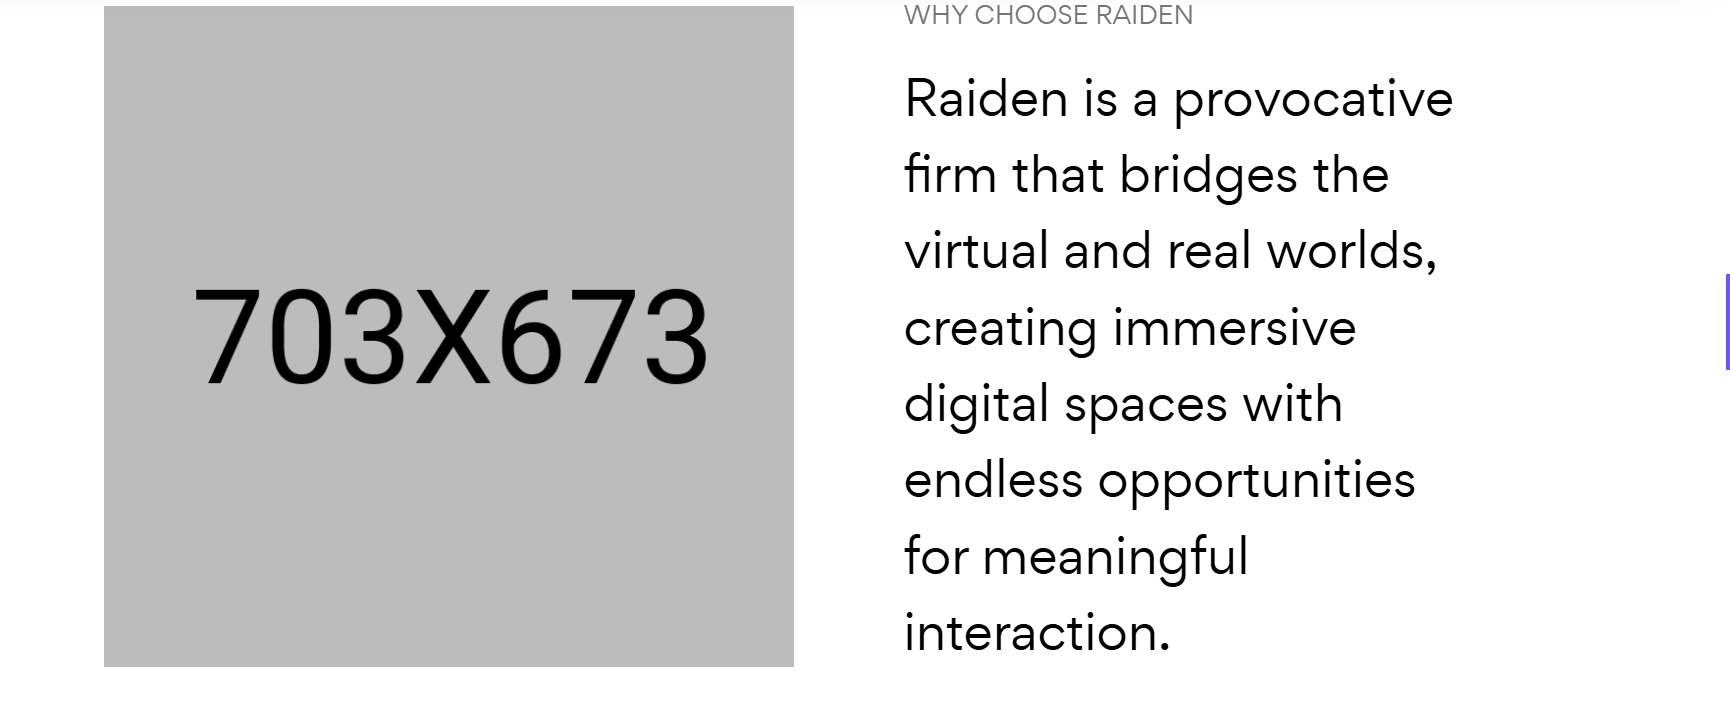 703X673
WHY CHOOSE RAIDEN
Raiden is a provocative
firm that bridges the
virtual and real worlds,
creating immersive
digital spaces with
endless opportunities
for meaningful
interaction.